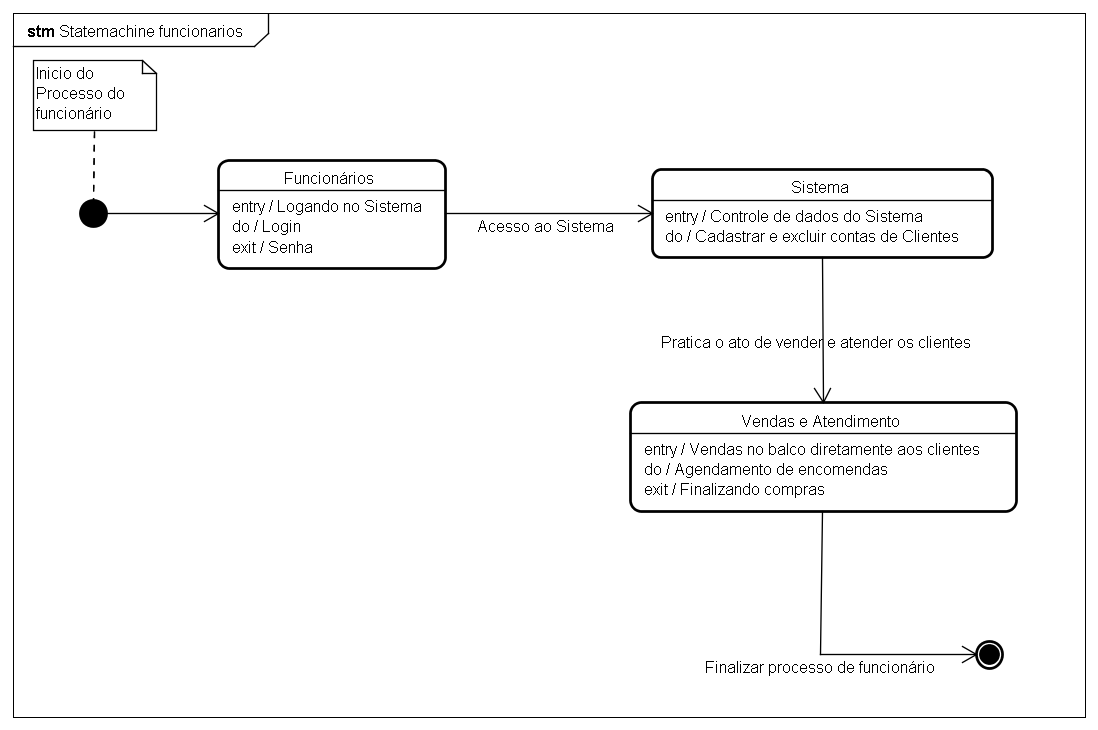 stm Statemachine funcionarios
Inicio do
Processo do
funcionário
Funcionários
entry / Logando no Sistema
do / Login
exit / Senha
Acesso ao Sistema
Sistema
entry / Controle de dados do Sistema
do / Cadastrar e excluir contas de Clientes
Pratica o ato de vender e atender os clientes
Vendas e Atendimento
entry / Vendas no balco diretamente aos clientes
do / Agendamento de encomendas
exit / Finalizando compras
Finalizar processo de funcionário